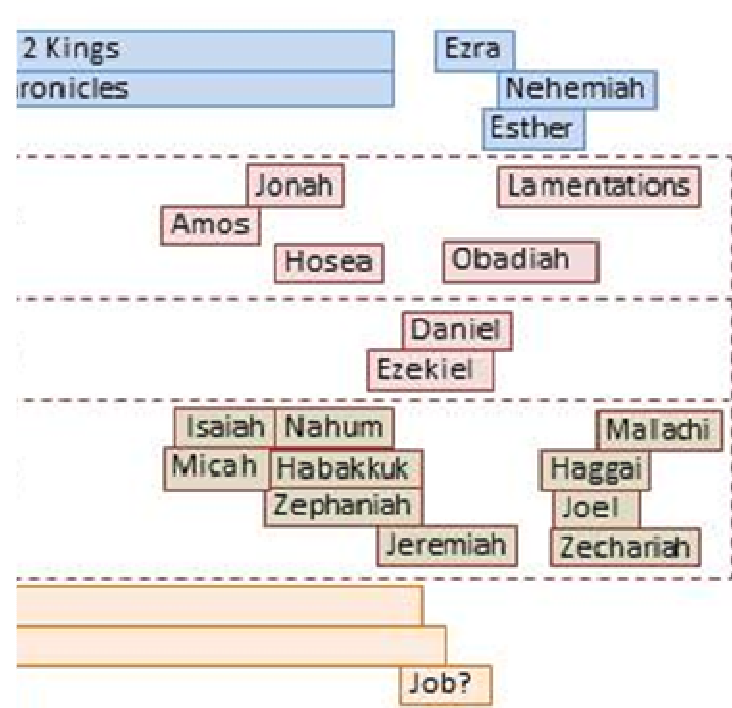 2 Kings Ezra
ronicles Nehemiah
Esther
Jonah Lamentations
Amos
Hosea Obadiah
Daniel
Ezekiel
Isaiah Nahum Malachi
Micah Habakkuk Haggai
Zephaniah Joel
Jeremiah Zechariah
Job?